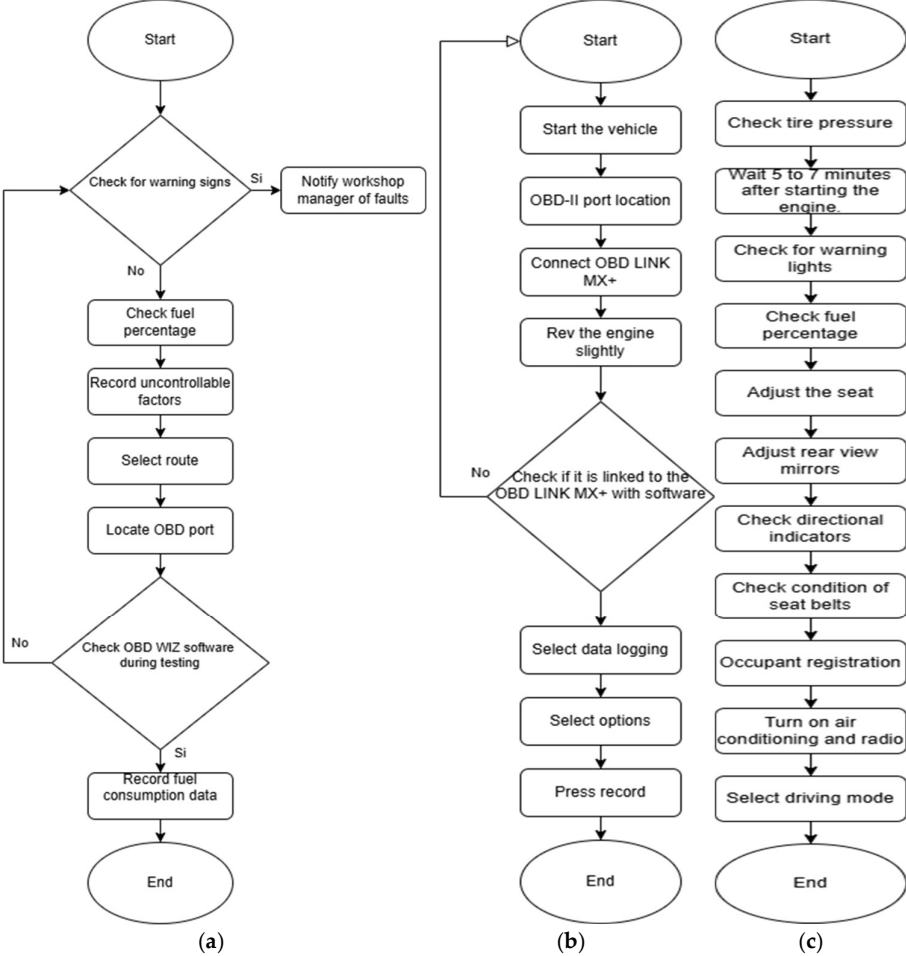 Start
Check for warning signs
Si
Notify workshop
manager of faults
No
Check fuel
percentage
Record uncontrollable
factors
Select route
Locate OBD port
No
Check OBD WIZ software
during testing
Si
Record fuel
consumption data
End
(a)
Start
Start the vehicle
OBD-II port location
Connect OBD LINK
MX+
Rev the engine
slightly
No
Check if it is linked to the
OBD LINK MX+ with software
Select data logging
Select options
Press record
End
(b)
Start
Check tire pressure
Wait 5 to 7 minutes
after starting the
engine.
Check for warning
lights
Check fuel
percentage
Adjust the seat
Adjust rear view
mirrors
Check directional
indicators
Check condition of
seat belts
Occupant registration
Turn on air
conditioning and radio
Select driving mode
End
(c)